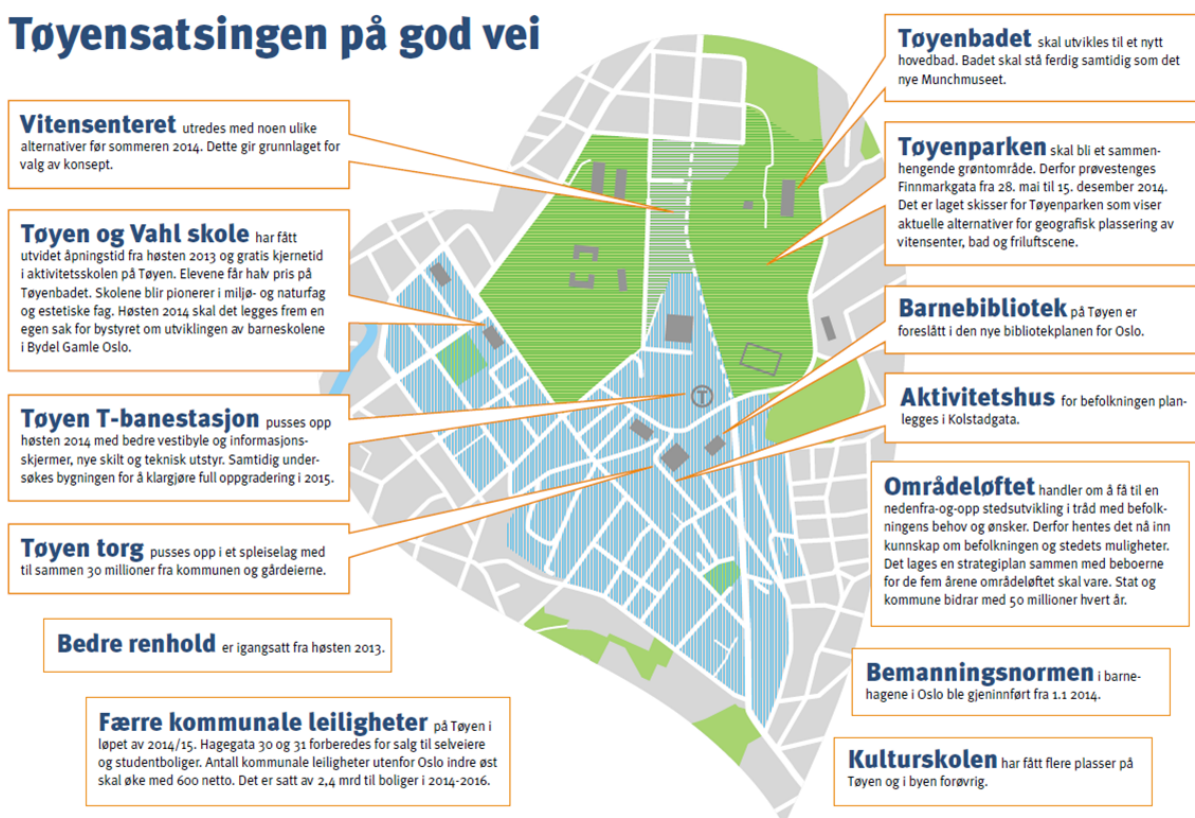 Tøyensatsingen på god vei
Vitensenteret utredes med noen ulike
alternativer før sommeren 2014. Dette gir grunnlaget for
valg av konsept.
Tøyen og Vahl skole har fått
utvidet åpningstid fra høsten 2013 og gratis kjernetid
i aktivitetsskolen på Tøyen. Elevene får halv pris på
Tøyenbadet. Skolene blir pionerer i miljø- og naturfag
og estetiske fag. Høsten 2014 skal det legges frem en
egen sak for bystyret om utviklingen av barneskolene
i Bydel Gamle Oslo.
Tøyen T-banestasjon pusses opp
høsten 2014 med bedre vestibyle og informasjons-
skjermer, nye skilt og teknisk utstyr. Samtidig under-
søkes bygningen for å klargjøre full oppgradering i 2015.
Tøyen torg pusses opp i et spleiselag med
til sammen 30 millioner fra kommunen og gårdeierne.
Bedre renhold er igangsatt fra høsten 2013.
Færre kommunale leiligheter på Tøyen i
løpet av 2014/15. Hagegata 30 og 31 forberedes for salg til selveiere
og studentboliger. Antall kommunale leiligheter utenfor Oslo indre øst
skal øke med 600 netto. Det er satt av 2,4 mrd til boliger i 2014-2016.
T
Tøyenbadet skal utvikles til et nytt
hovedbad. Badet skal stå ferdig samtidig som det
nye Munchmuseet.
Tøyenparken skal bli et sammen-
hengende grøntområde. Derfor prøvestenges
Finnmarkgata fra 28. mai til 15. desember 2014.
Det er laget skisser for Tøyenparken som viser
aktuelle alternativer for geografisk plassering av
vitensenter, bad og friluftscene.
Barnebibliotek på Tøyen er
foreslått i den nye bibliotekplanen for Oslo.
Aktivitetshus for befolkningen plan-
legges i Kolstadgata.
Områdeløftet handler om å få til en
nedenfra-og-opp stedsutvikling i tråd med befolk-
ningens behov og ønsker. Derfor hentes det nå inn
kunnskap om befolkningen og stedets muligheter.
Det lages en strategiplan sammen med beboerne
for de fem årene områdeløftet skal vare. Stat og
kommune bidrar med 50 millioner hvert år.
Bemanningsnormen i barne-
hagene i Oslo ble gjeninnført fra 1.1 2014.
Kulturskolen har fått flere plasser på
Tøyen og i byen forøvrig.